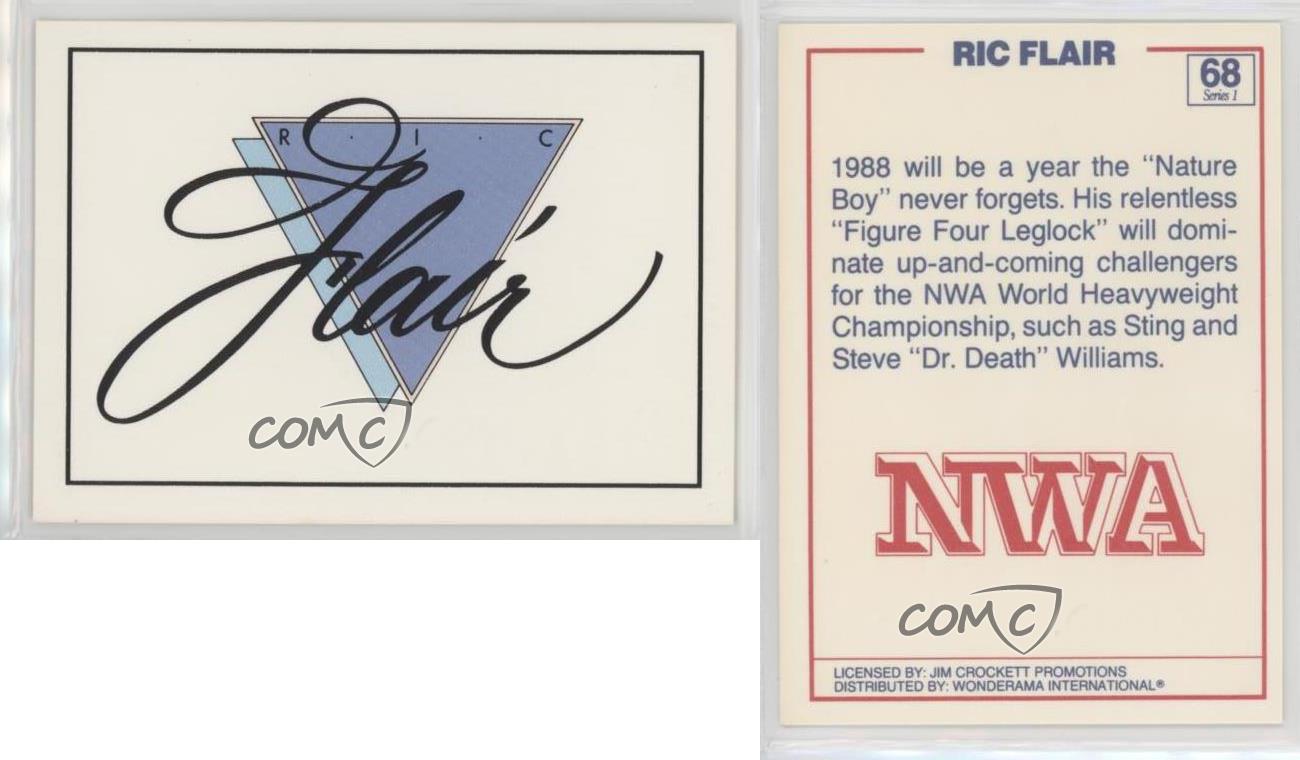 R · I · C
Flair
COMC
RIC FLAIR
68
Series 1
1988 will be a year the "Nature
Boy" never forgets. His relentless
"Figure Four Leglock" will domi-
nate up-and-coming challengers
for the NWA World Heavyweight
Championship, such as Sting and
Steve "Dr. Death" Williams.
NWA
COMC
LICENSED BY: JIM CROCKETT PROMOTIONS
DISTRIBUTED BY: WONDERAMA INTERNATIONAL®